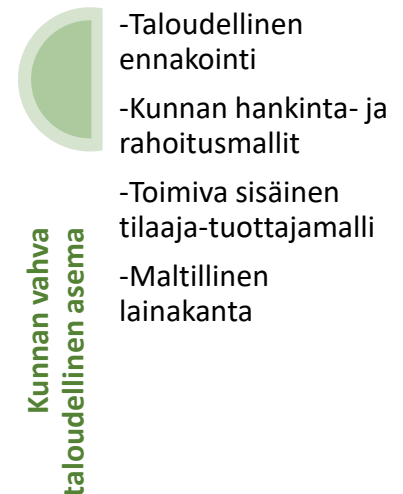 -Taloudellinen
ennakointi
-Kunnan hankinta- ja
rahoitusmallit
-Toimiva sisäinen
tilaaja-tuottajamalli
-Maltillinen
lainakanta
Kunnan vahva
taloudellinen asema